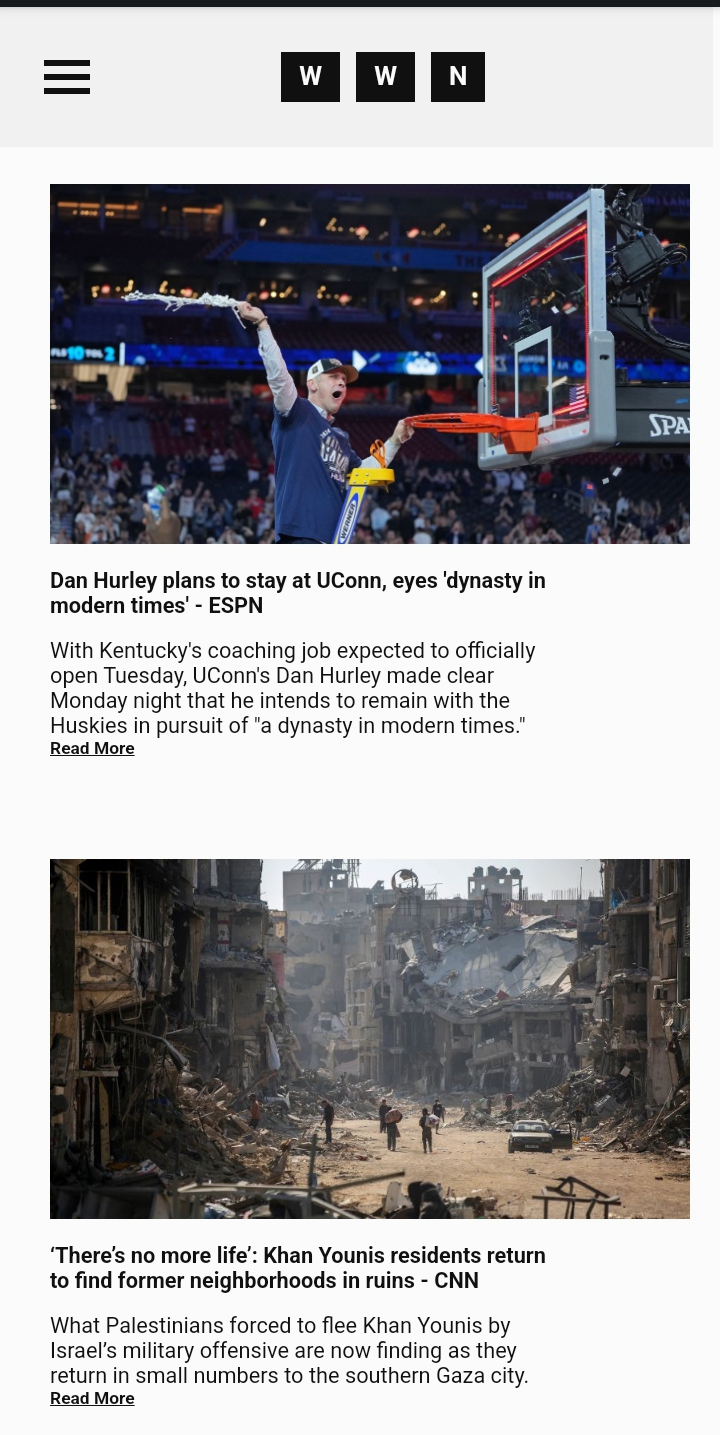 W W N
10 TOL 2
WERNER
Dan Hurley plans to stay at UConn, eyes 'dynasty in
modern times' - ESPN
With Kentucky's coaching job expected to officially
open Tuesday, UConn's Dan Hurley made clear
Monday night that he intends to remain with the
Huskies in pursuit of "a dynasty in modern times."
Read More
‘There’s no more life’: Khan Younis residents return
to find former neighborhoods in ruins - CNN
What Palestinians forced to flee Khan Younis by
Israel’s military offensive are now finding as they
return in small numbers to the southern Gaza city.
Read More